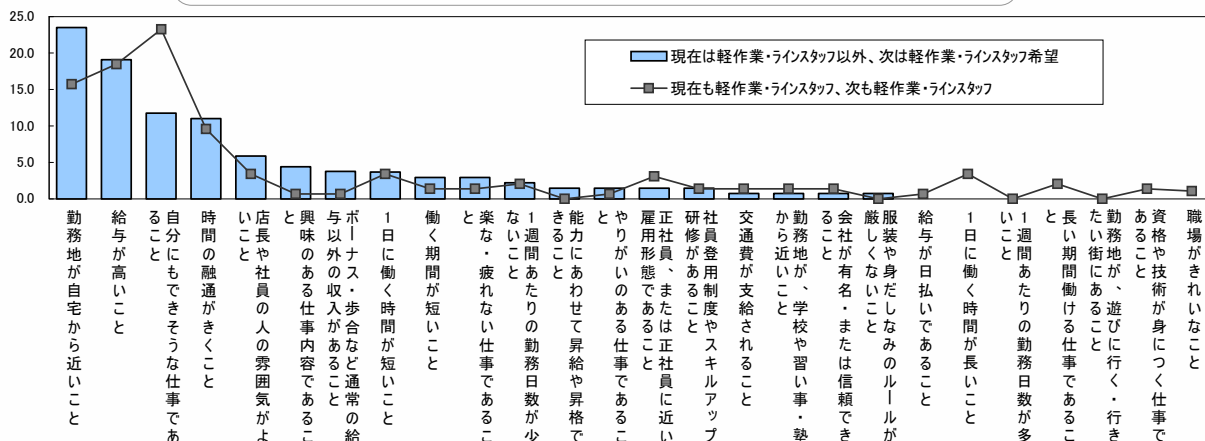 25.0
20.0
15.0
10.0
5.0
0.0
現在は軽作業・ラインスタッフ以外、次は軽作業・ラインスタッフ希望
現在も軽作業・ラインスタッフ、次も軽作業・ラインスタッフ
勤務地が自宅から近いこと
給与が高いこと
自分にもできそうな仕事であ
ること
時間の融通がきくこと
店長や社員の人の雰囲気がよ
いこと
興味のある仕事内容であるこ
と
ボーナス・歩合など通常の給
与以外の収入があること
1日に働く時間が短いこと
働く期間が短いこと
楽な・疲れない仕事であるこ
と
1週間あたりの勤務日数が少
ないこと
能力にあわせて昇給や昇格で
きること
やりがいのある仕事であるこ
と
正社員、または正社員に近い
雇用形態であること
社員登用制度やスキルアップ
研修があること
交通費が支給されること
勤務地が、学校や習い事・塾
から近いこと
会社が有名・または信頼でき
ること
服装や身だしなみのルールが
厳しくないこと
給与が日払いであること
1日に働く時間が長いこと
1週間あたりの勤務日数が多
いこと
長い期間働ける仕事であるこ
と
勤務地が、遊びに行く・行き
たい街にあること
資格や技術が身につく仕事で
あること
職場がきれいなこと